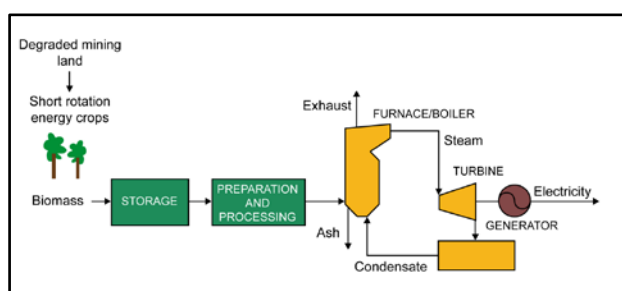 Degraded mining
land
Short rotation
energy crops
Biomass
STORAGE
PREPARATION
AND
PROCESSING
Exhaust
FURNACE/BOILER
Steam
TURBINE
Electricity
GENERATOR
Ash
Condensate